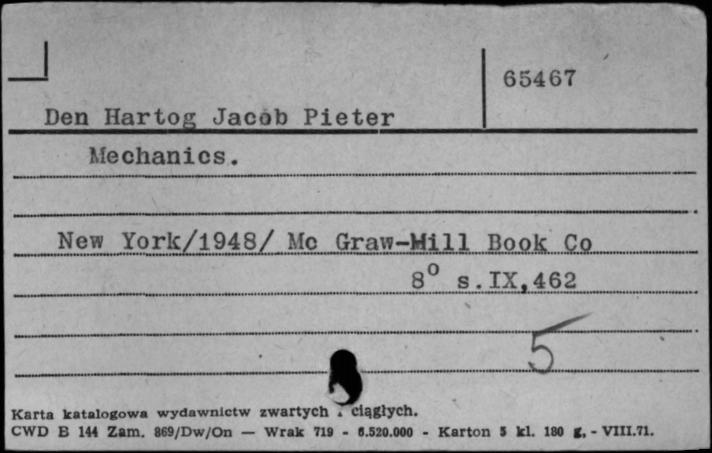 65467
Den Hartog Jacob Pieter
Mechanics.
New York/1948/ Mc Graw-Mill Book Co
8° s.IX,462
5
Karta katalogowa wydawnictw zwartych i ciągłych.
CWD B 144 Zam. 869/Dw/On — Wrak 719 - 6.520.000 - Karton 5 kl. 180 g. - VIII.71.